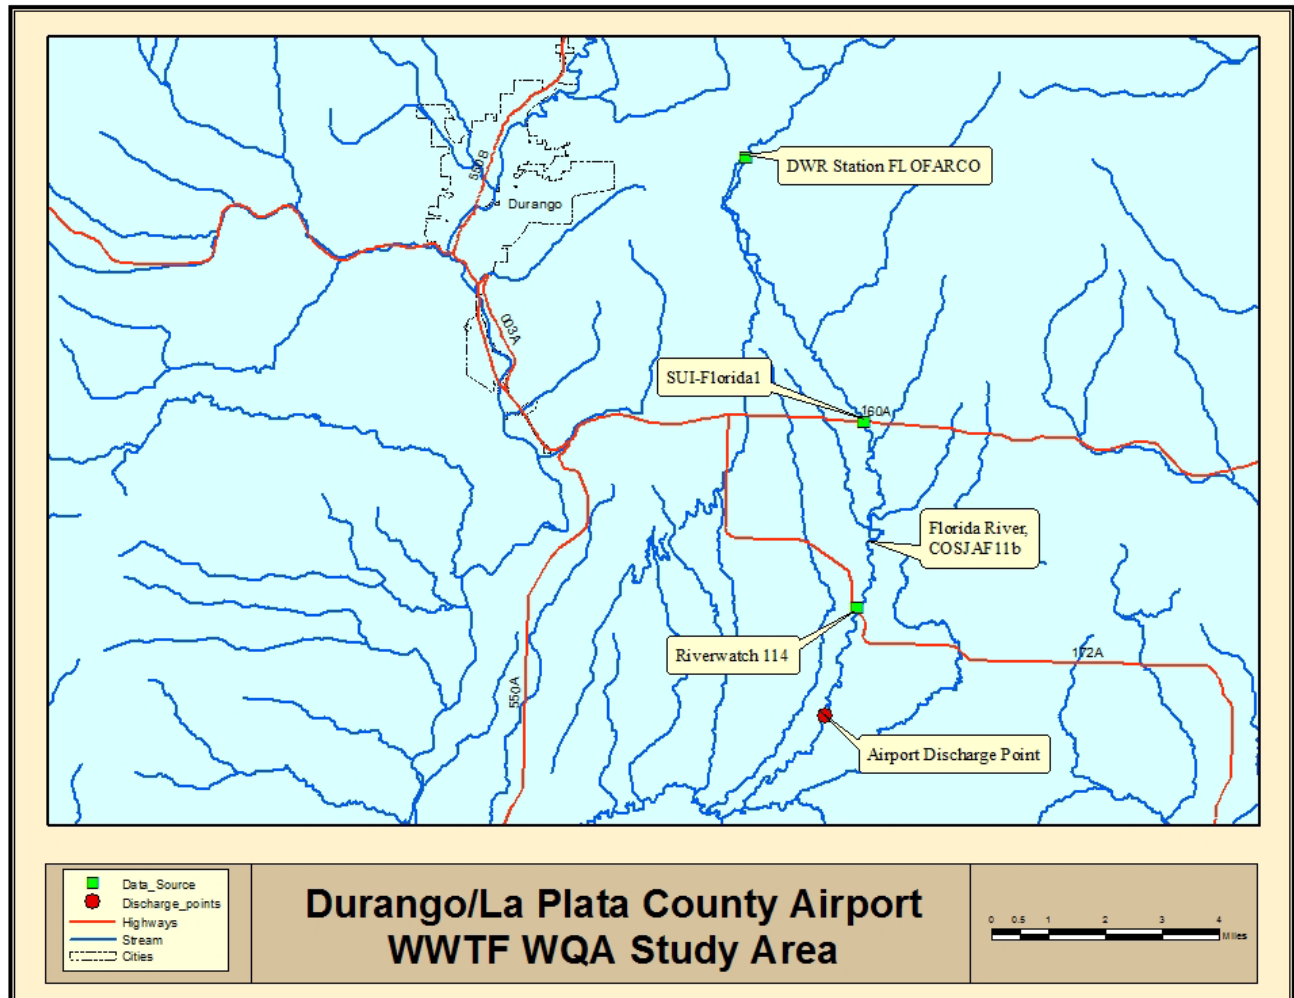 DWR Station FLOFARCO
550B
Durango
003A
SUI-Florida1
160A
Florida River,
COSJAF11b
Riverwatch 114
172A
550A
Airport Discharge Point
Data_Source
Discharge_points
Highways
Stream
Cities
Durango/La Plata County Airport
WWTF WQA Study Area
0 0.5 1 2 3 4
Miles